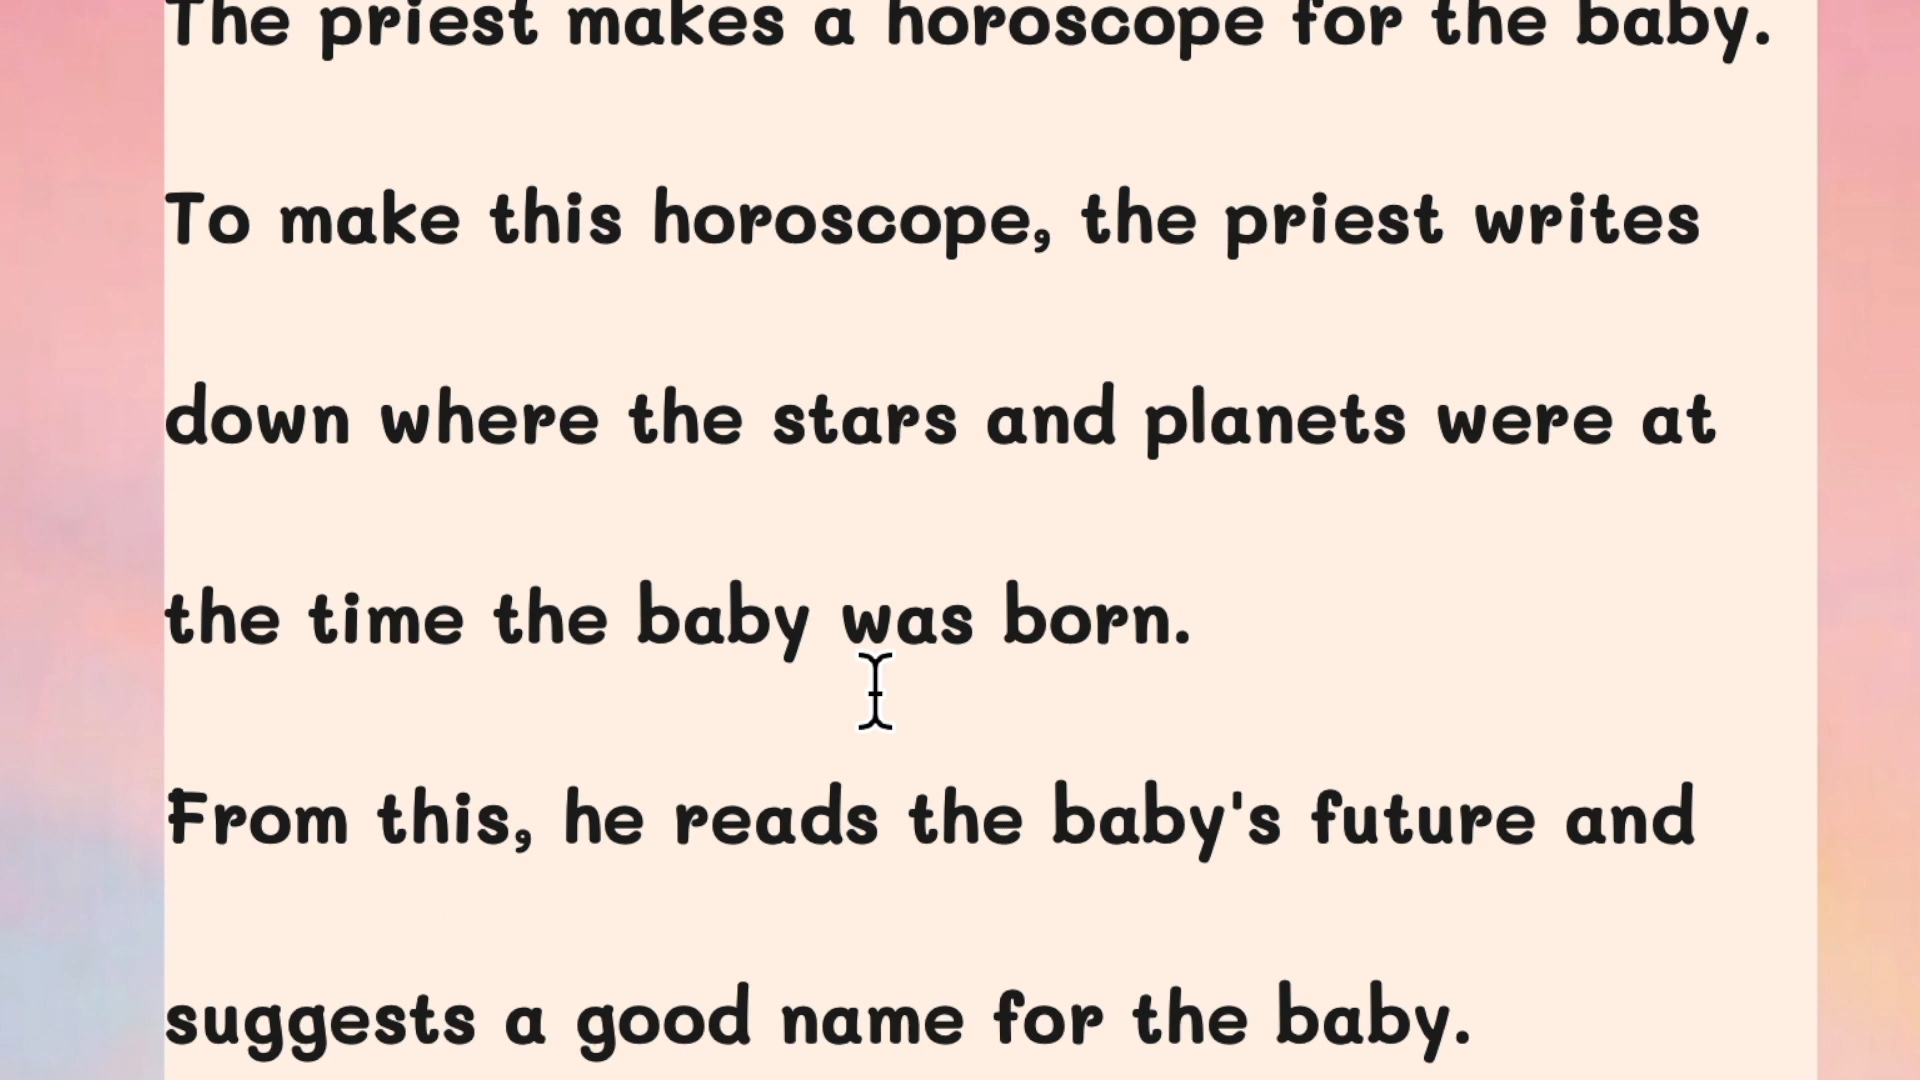 The priest makes a horoscope for the baby.
To make this horoscope, the priest writes
down where the stars and planets were at
the time the baby was born.
From this, he reads the baby's future and
suggests a good name for the baby.